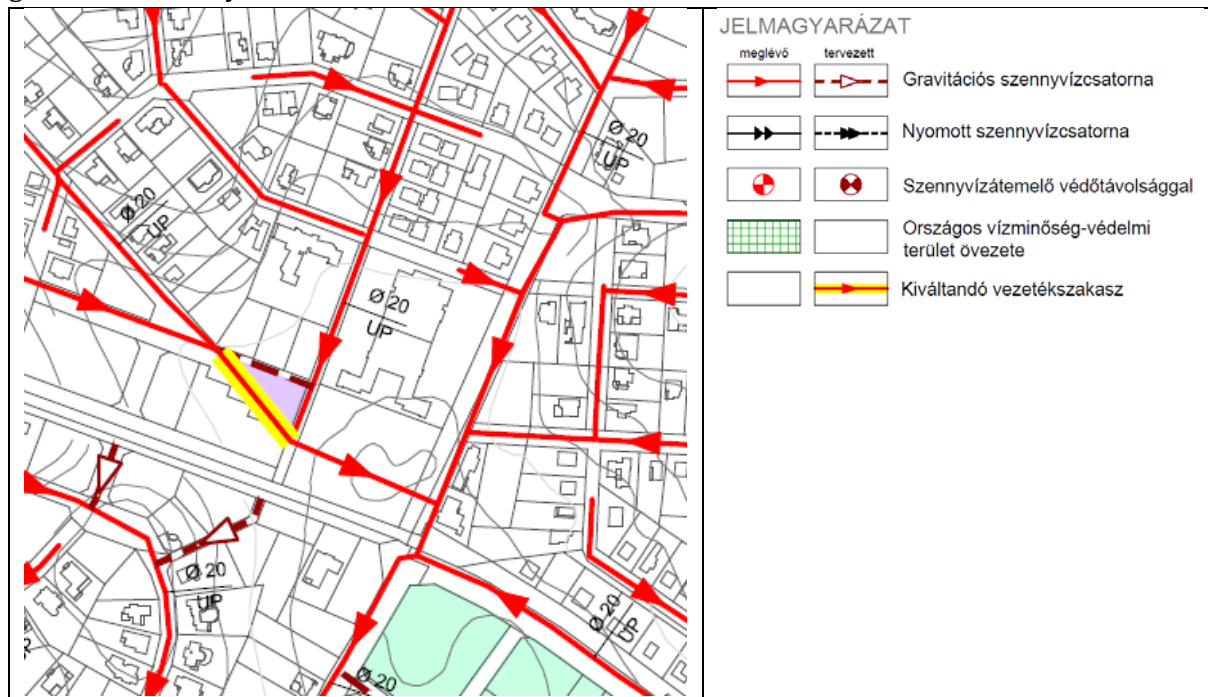 JELMAGYARÁZAT
meglévő tervezett
Gravitációs szennyvízcsatorna
Nyomott szennyvízcsatorna
Szennyvízátemelő védőtávolsággal
Országos vízminőség-védelmi
terület övezete
Kiváltandó vezetékszakasz
Ø 20
UP
Ø 20
UP
Ø 20
UP
Ø 20
UP
Ø 20
UP
Ø 20